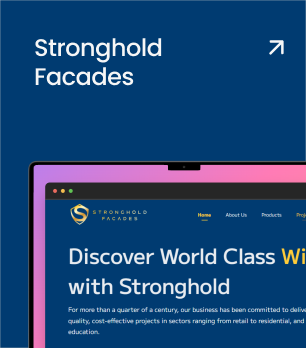 Stronghold
Facades
STRONGHOLD
FACADES
Home About Us Products
Discover World Class
with Stronghold
For more than a quarter of a century, our business has been committed to
quality, cost-effective projects in sectors ranging from retail to residential, and
education.